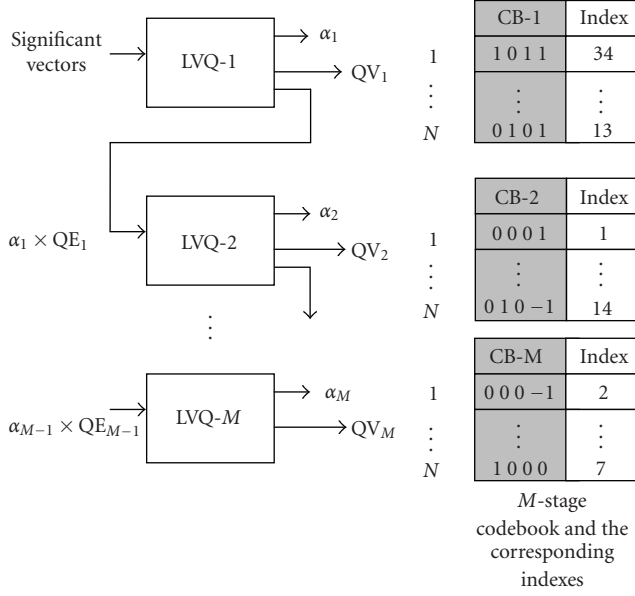 Significant
vectors
LVQ-1
α1
QV1
α1 × QE1
LVQ-2
α2
QV2
⋮
αM−1 × QEM−1
LVQ-M
αM
QVM
CB-1 Index
1 1 0 1 1 34
⋮ ⋮ ⋮
N 0 1 0 1 13
CB-2 Index
1 0 0 0 1 1
⋮ ⋮ ⋮
N 0 1 0 −1 14
CB-M Index
1 0 0 0 −1 2
⋮ ⋮ ⋮
N 1 0 0 0 7
M-stage
codebook and the
corresponding
indexes